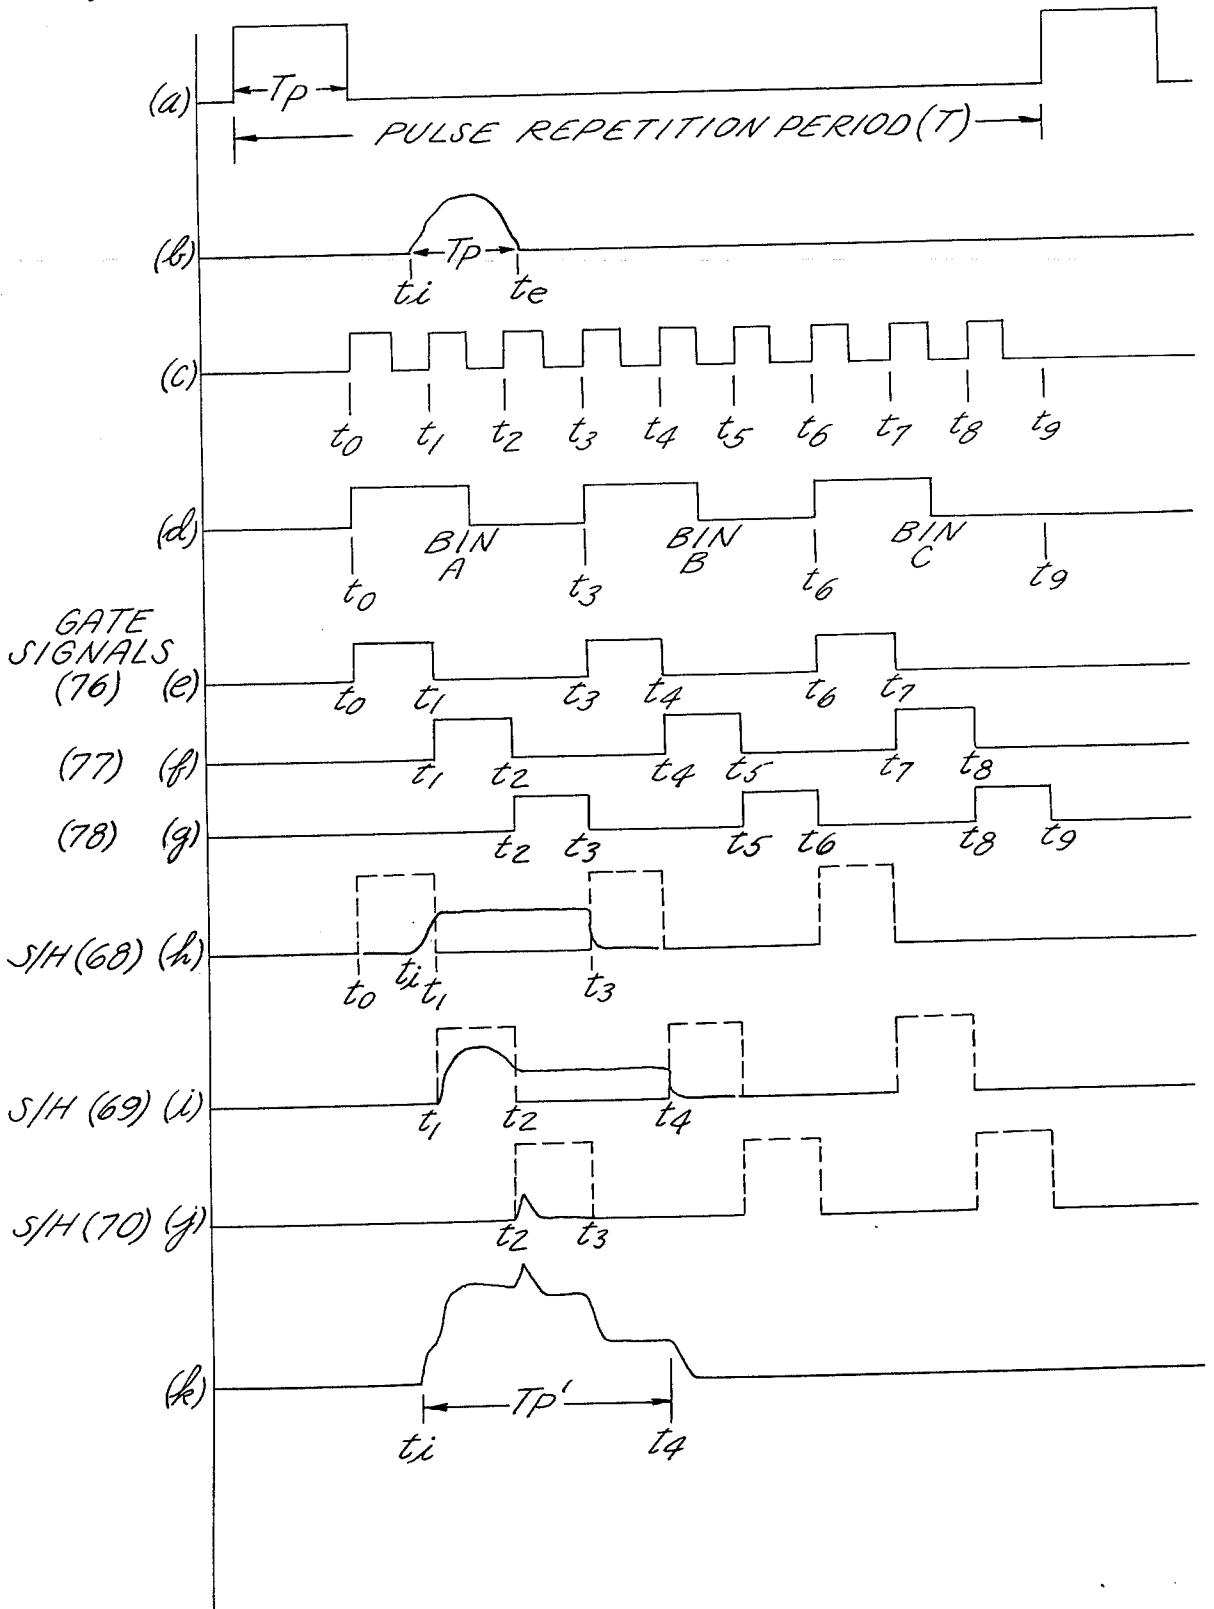 (a) Tp
PULSE REPETITION PERIOD (T)
(b) Tp
ti te
(c)
t0 t1 t2 t3 t4 t5 t6 t7 t8 t9
(d) BIN A BIN B BIN C
t0 t3 t6 t9
GATE
SIGNALS
(76) (e) t0 t1 t3 t4 t6 t7
(77) (f) t1 t2 t4 t5 t7 t8
(78) (g) t2 t3 t5 t6 t8 t9
S/H (68) (h) t0 ti t1 t3
S/H (69) (i) t1 t2 t4
S/H (70) (j) t2 t3
(k) Tp'
ti t4